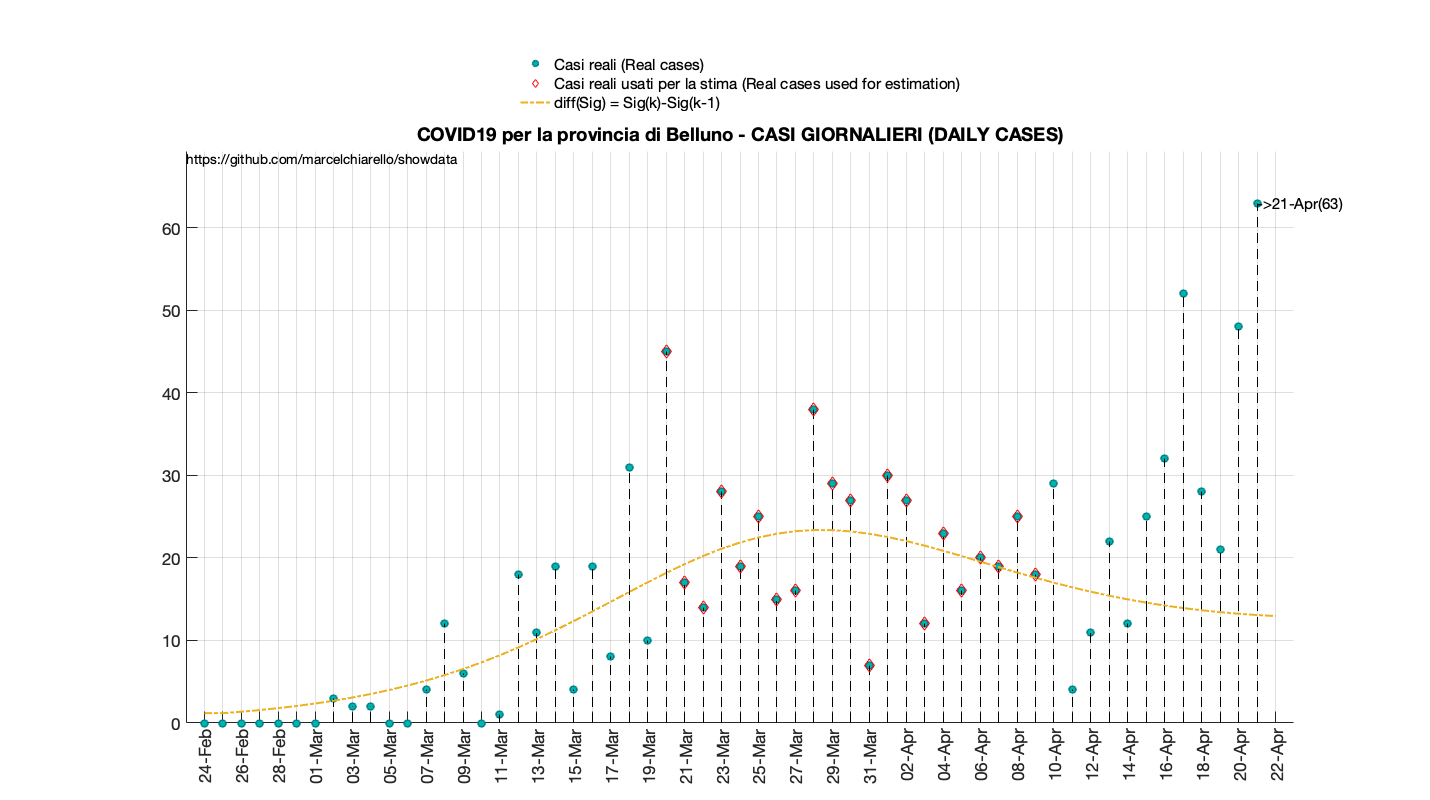 Casi reali (Real cases)
Casi reali usati per la stima (Real cases used for estimation)
diff(Sig) = Sig(k)-Sig(k-1)
COVID19 per la provincia di Belluno - CASI GIORNALIERI (DAILY CASES)
https://github.com/marcelchiarello/showdata
->21-Apr(63)
60
50
40
30
20
10
0
24-Feb
26-Feb
28-Feb
01-Mar
03-Mar
05-Mar
07-Mar
09-Mar
11-Mar
13-Mar
15-Mar
17-Mar
19-Mar
21-Mar
23-Mar
25-Mar
27-Mar
29-Mar
31-Mar
02-Apr
04-Apr
06-Apr
08-Apr
10-Apr
12-Apr
14-Apr
16-Apr
18-Apr
20-Apr
22-Apr